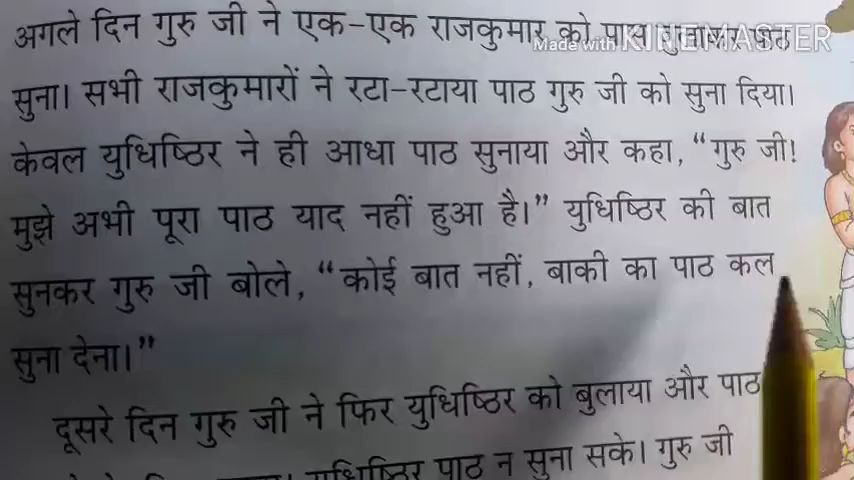 अगले दिन गुरु जी ने एक-एक राजकुमार को पास बुलाकर पाठ
Made with KINEMASTER
सुना। सभी राजकुमारों ने रटा-रटाया पाठ गुरु जी को सुना दिया।
केवल युधिष्ठिर ने ही आधा पाठ सुनाया और कहा, “गुरु जी!
मुझे अभी पूरा पाठ याद नहीं हुआ है।” युधिष्ठिर की बात
सुनकर गुरु जी बोले, “कोई बात नहीं, बाकी का पाठ कल
सुना देना।”
दूसरे दिन गुरु जी ने फिर युधिष्ठिर को बुलाया और पाठ
युधिष्ठिर पाठ न सुना सके। गुरु जी